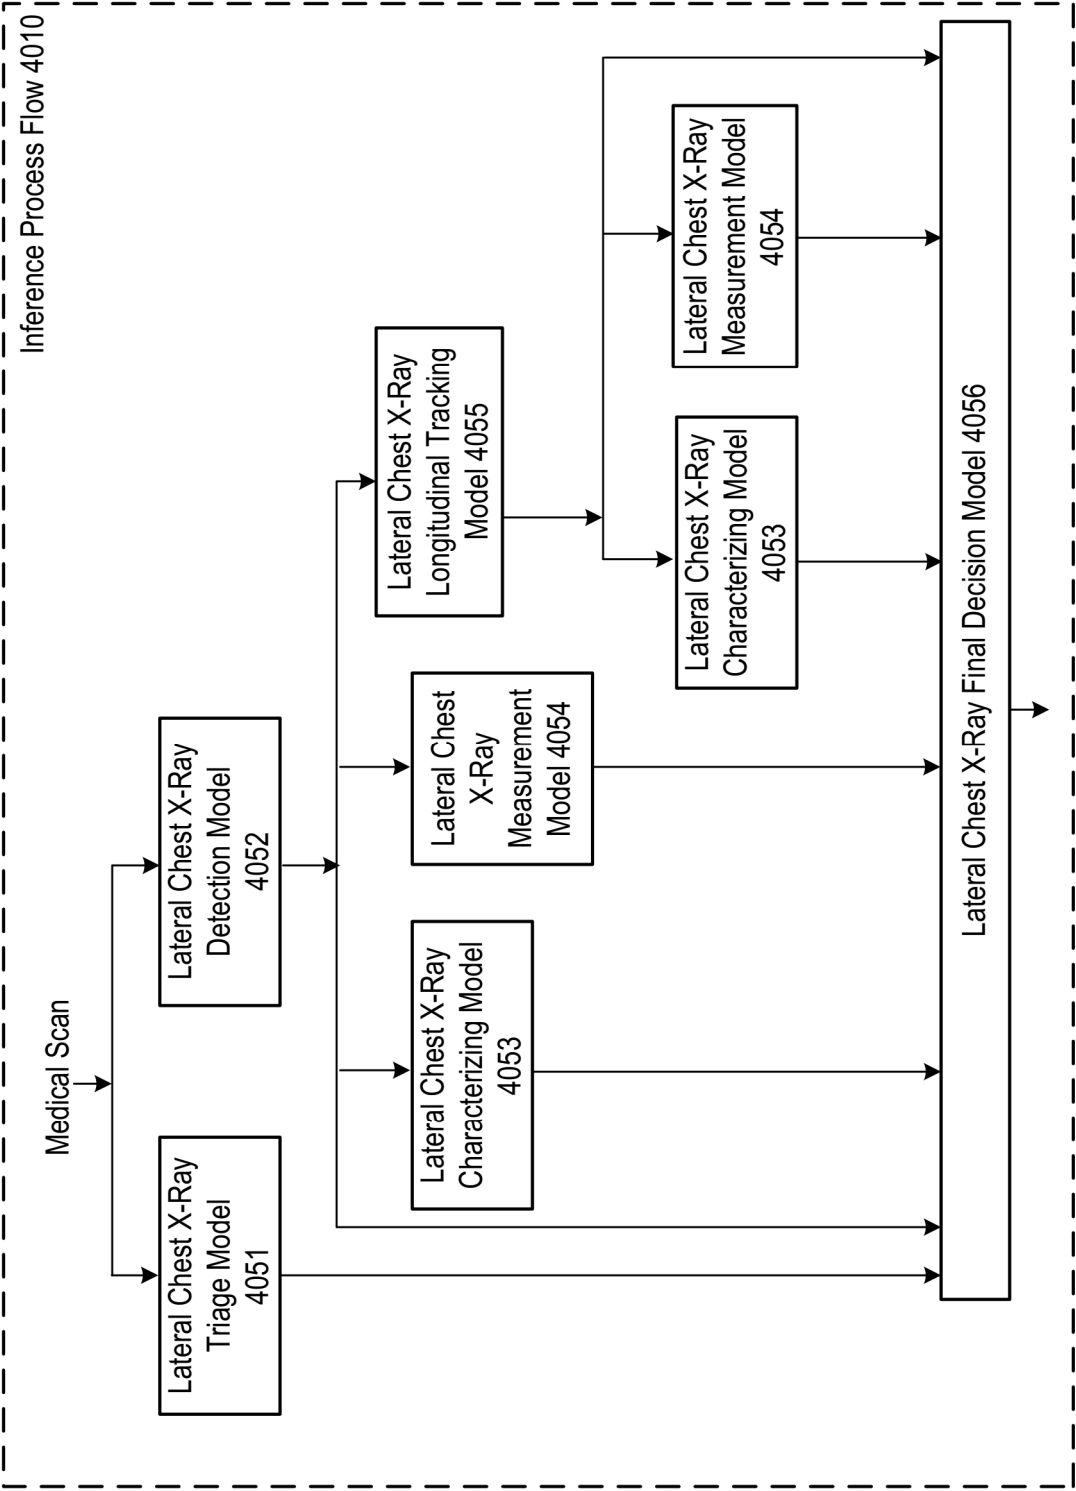 Inference Process Flow 4010
Medical Scan
Lateral Chest X-Ray
Triage Model
4051
Lateral Chest X-Ray
Detection Model
4052
Lateral Chest X-Ray
Characterizing Model
4053
Lateral Chest
X-Ray
Measurement
Model 4054
Lateral Chest X-Ray
Longitudinal Tracking
Model 4055
Lateral Chest X-Ray
Characterizing Model
4053
Lateral Chest X-Ray
Measurement Model
4054
Lateral Chest X-Ray Final Decision Model 4056